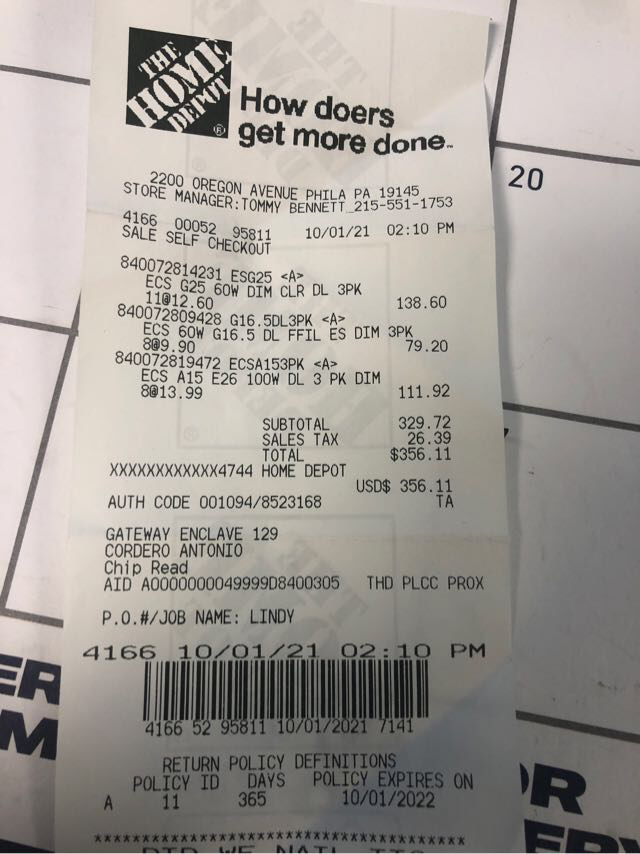 THE
HOME
DEPOT
®
How doers
get more done™
2200 OREGON AVENUE PHILA PA 19145
STORE MANAGER:TOMMY BENNETT 215-551-1753
4166 00052 95811 10/01/21 02:10 PM
SALE SELF CHECKOUT
840072814231 ESG25 <A>
ECS G25 60W DIM CLR DL 3PK
11@12.60 138.60
840072809428 G16.5DL3PK <A>
ECS 60W G16.5 DL FFIL ES DIM 3PK
8@9.90 79.20
840072819472 ECSA153PK <A>
ECS A15 E26 100W DL 3 PK DIM
8@13.99 111.92
SUBTOTAL 329.72
SALES TAX 26.39
TOTAL $356.11
XXXXXXXXXXXX4744 HOME DEPOT
USD$ 356.11
AUTH CODE 001094/8523168 TA
GATEWAY ENCLAVE 129
CORDERO ANTONIO
Chip Read
AID A0000000049999D8400305 THD PLCC PROX
P.O.#/JOB NAME: LINDY
4166 10/01/21 02:10 PM
4166 52 95811 10/01/2021 7141
RETURN POLICY DEFINITIONS
POLICY ID DAYS POLICY EXPIRES ON
A 11 365 10/01/2022
20